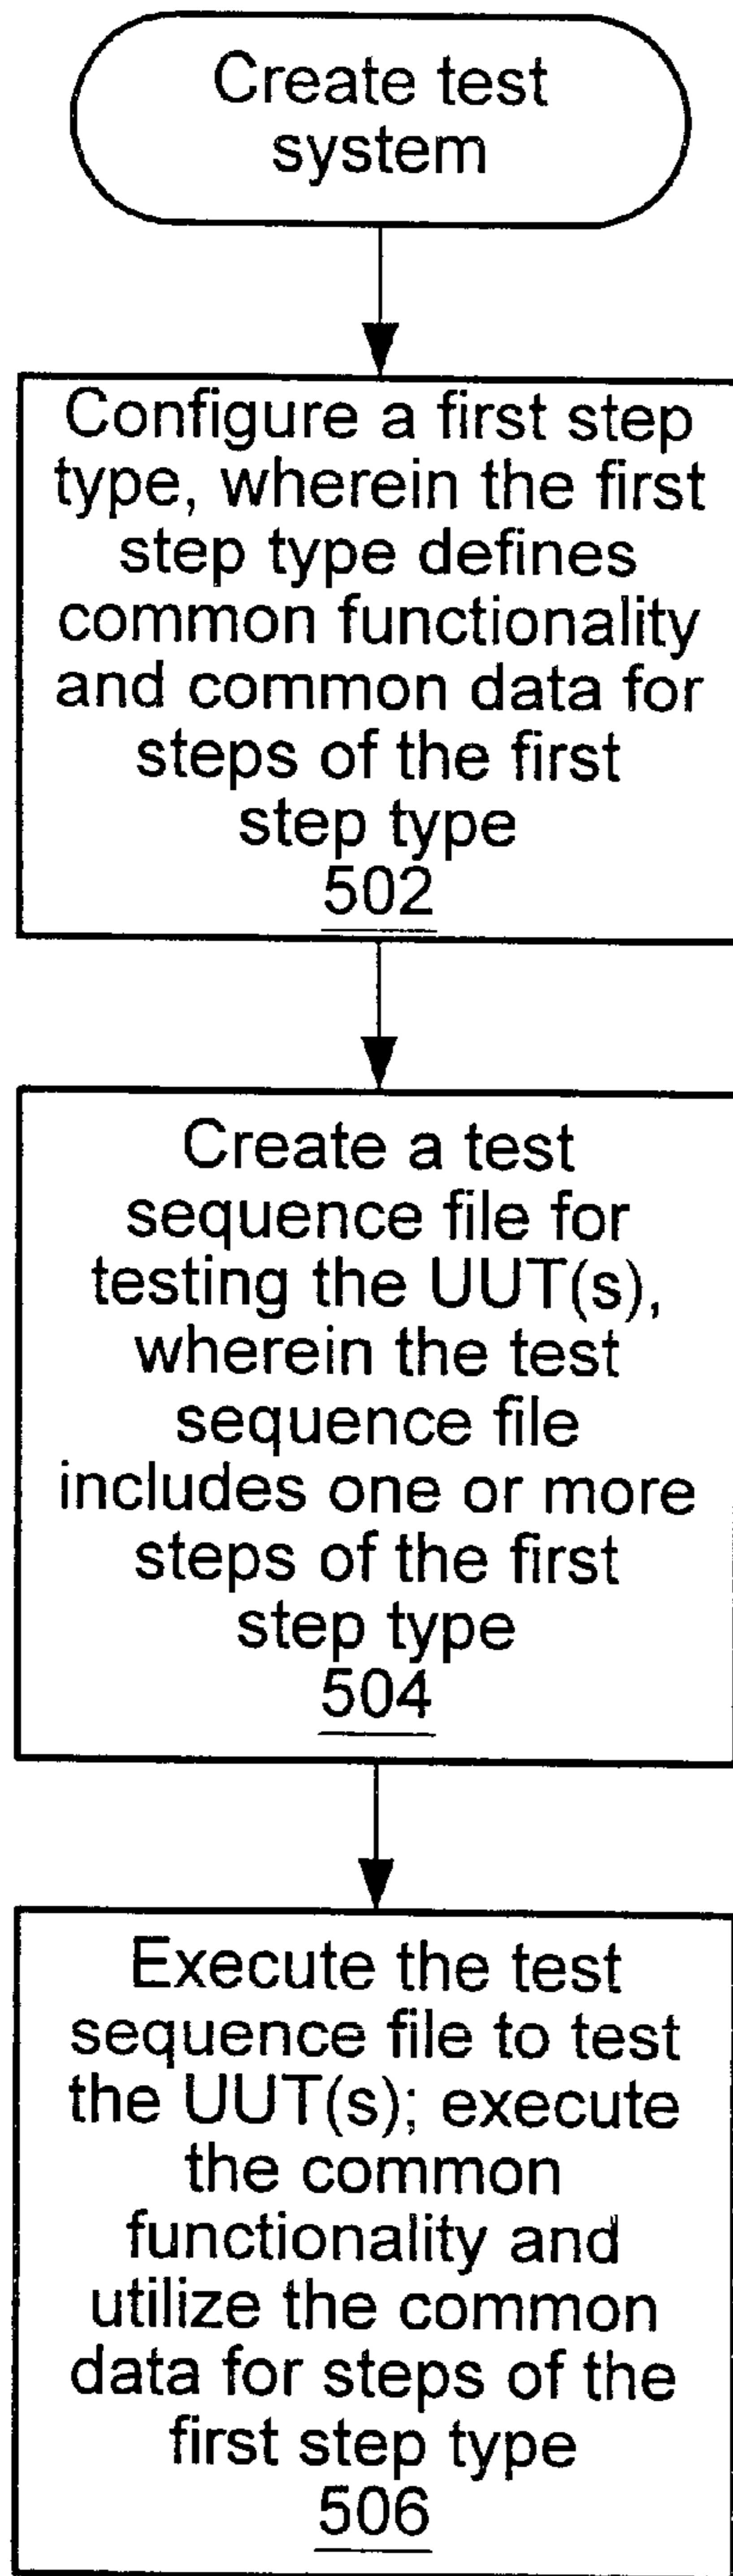 Create test
system
Configure a first step
type, wherein the first
step type defines
common functionality
and common data for
steps of the first
step type
502
Create a test
sequence file for
testing the UUT(s),
wherein the test
sequence file
includes one or more
steps of the first
step type
504
Execute the test
sequence file to test
the UUT(s); execute
the common
functionality and
utilize the common
data for steps of the
first step type
506